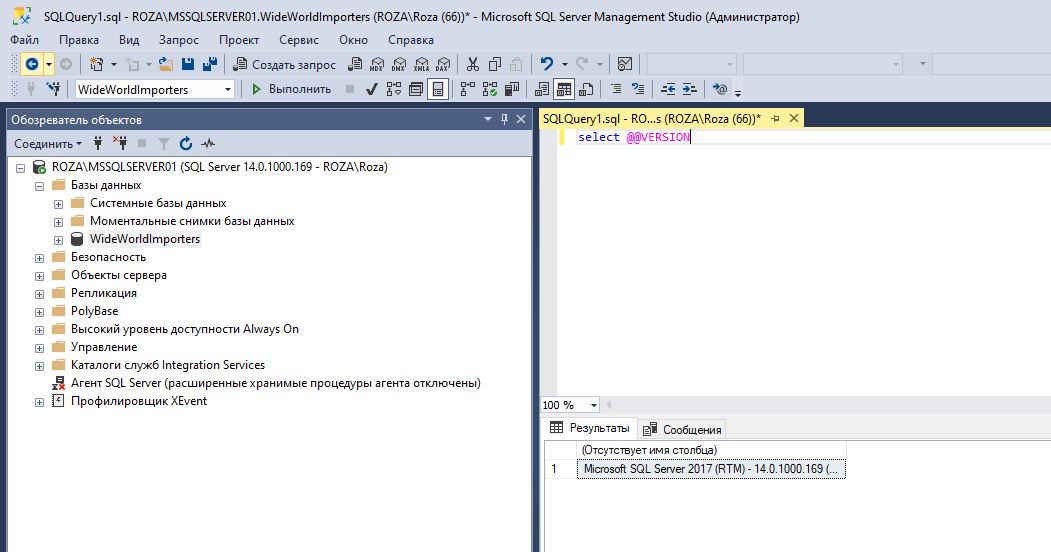 SQLQuery1.sql - ROZA\MSSQLSERVER01.WideWorldImporters (ROZA\Roza (66))* - Microsoft SQL Server Management Studio (Администратор)
Файл Правка Вид Запрос Проект Сервис Окно Справка
Создать запрос MDX DMX XMLA DAX
WideWorldImporters Выполнить
Обозреватель объектов
SQLQuery1.sql - RO...s (ROZA\Roza (66))*
Соединить
select @@VERSION
ROZA\MSSQLSERVER01 (SQL Server 14.0.1000.169 - ROZA\Roza)
Базы данных
Системные базы данных
Моментальные снимки базы данных
WideWorldImporters
Безопасность
Объекты сервера
Репликация
PolyBase
Высокий уровень доступности Always On
Управление
Каталоги служб Integration Services
Агент SQL Server (расширенные хранимые процедуры агента отключены)
Профилировщик XEvent
100 %
Результаты Сообщения
(Отсутствует имя столбца)
1 Microsoft SQL Server 2017 (RTM) - 14.0.1000.169 (...